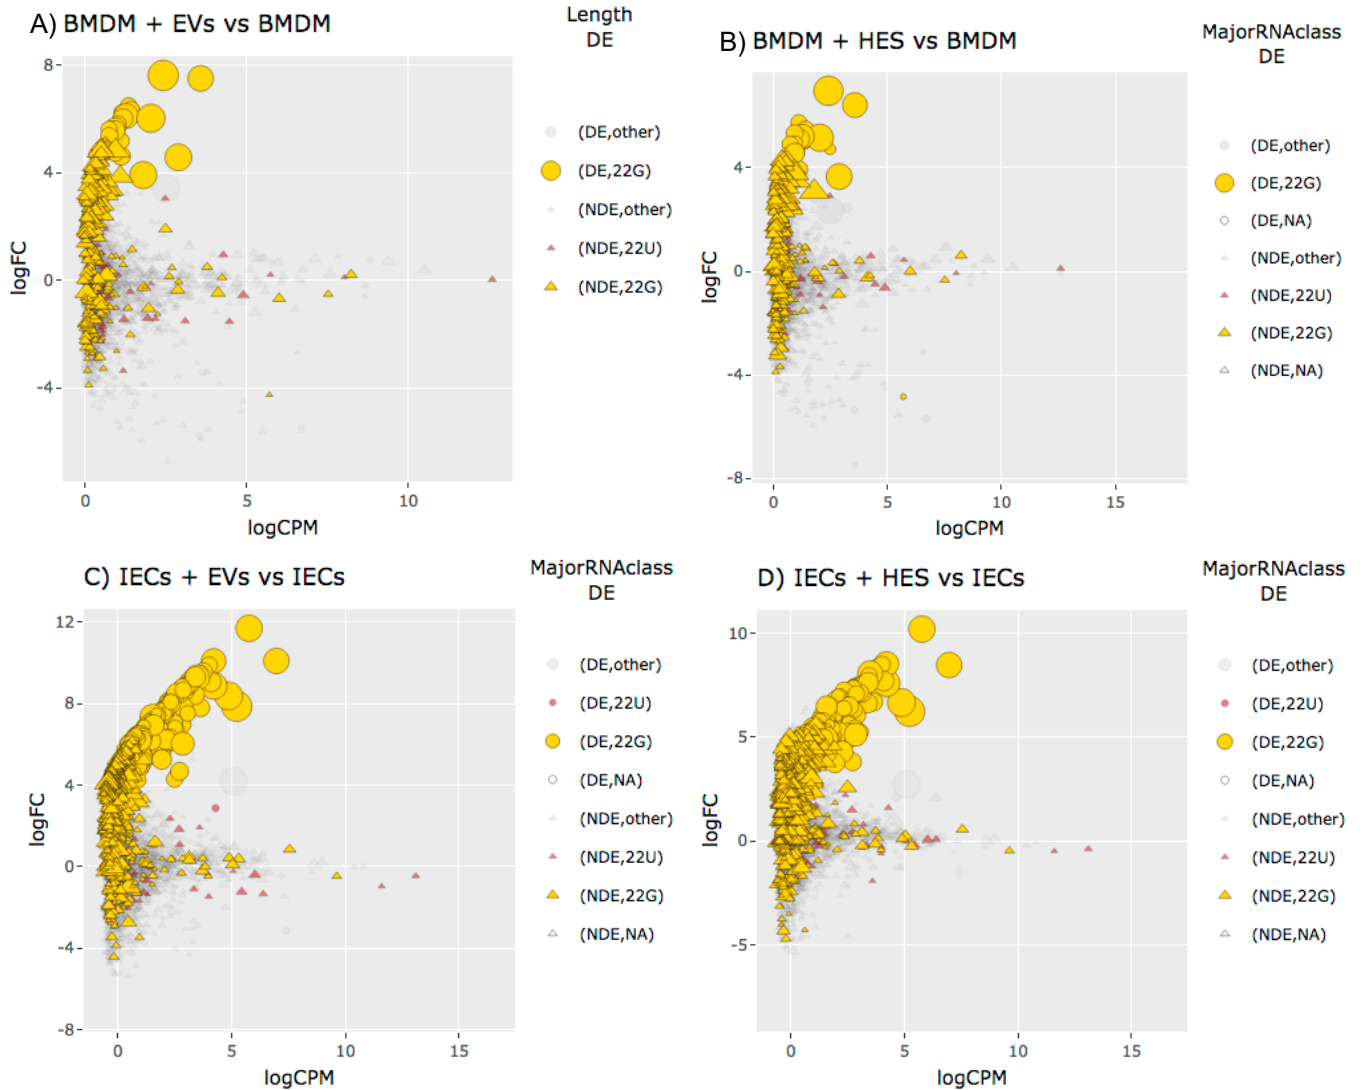 A) BMDM + EVs vs BMDM
Length
DE
8
4
0
-4
logFC
0
5
10
logCPM
(DE,other)
(DE,22G)
(NDE,other)
(NDE,22U)
(NDE,22G)
B) BMDM + HES vs BMDM
MajorRNAclass
DE
4
0
-4
-8
logFC
0
5
10
15
logCPM
(DE,other)
(DE,22G)
(DE,NA)
(NDE,other)
(NDE,22U)
(NDE,22G)
(NDE,NA)
C) IECs + EVs vs IECs
MajorRNAclass
DE
12
8
4
0
-4
-8
logFC
0
5
10
15
logCPM
(DE,other)
(DE,22U)
(DE,22G)
(DE,NA)
(NDE,other)
(NDE,22U)
(NDE,22G)
(NDE,NA)
D) IECs + HES vs IECs
MajorRNAclass
DE
10
5
0
-5
logFC
0
5
10
15
logCPM
(DE,other)
(DE,22U)
(DE,22G)
(DE,NA)
(NDE,other)
(NDE,22U)
(NDE,22G)
(NDE,NA)